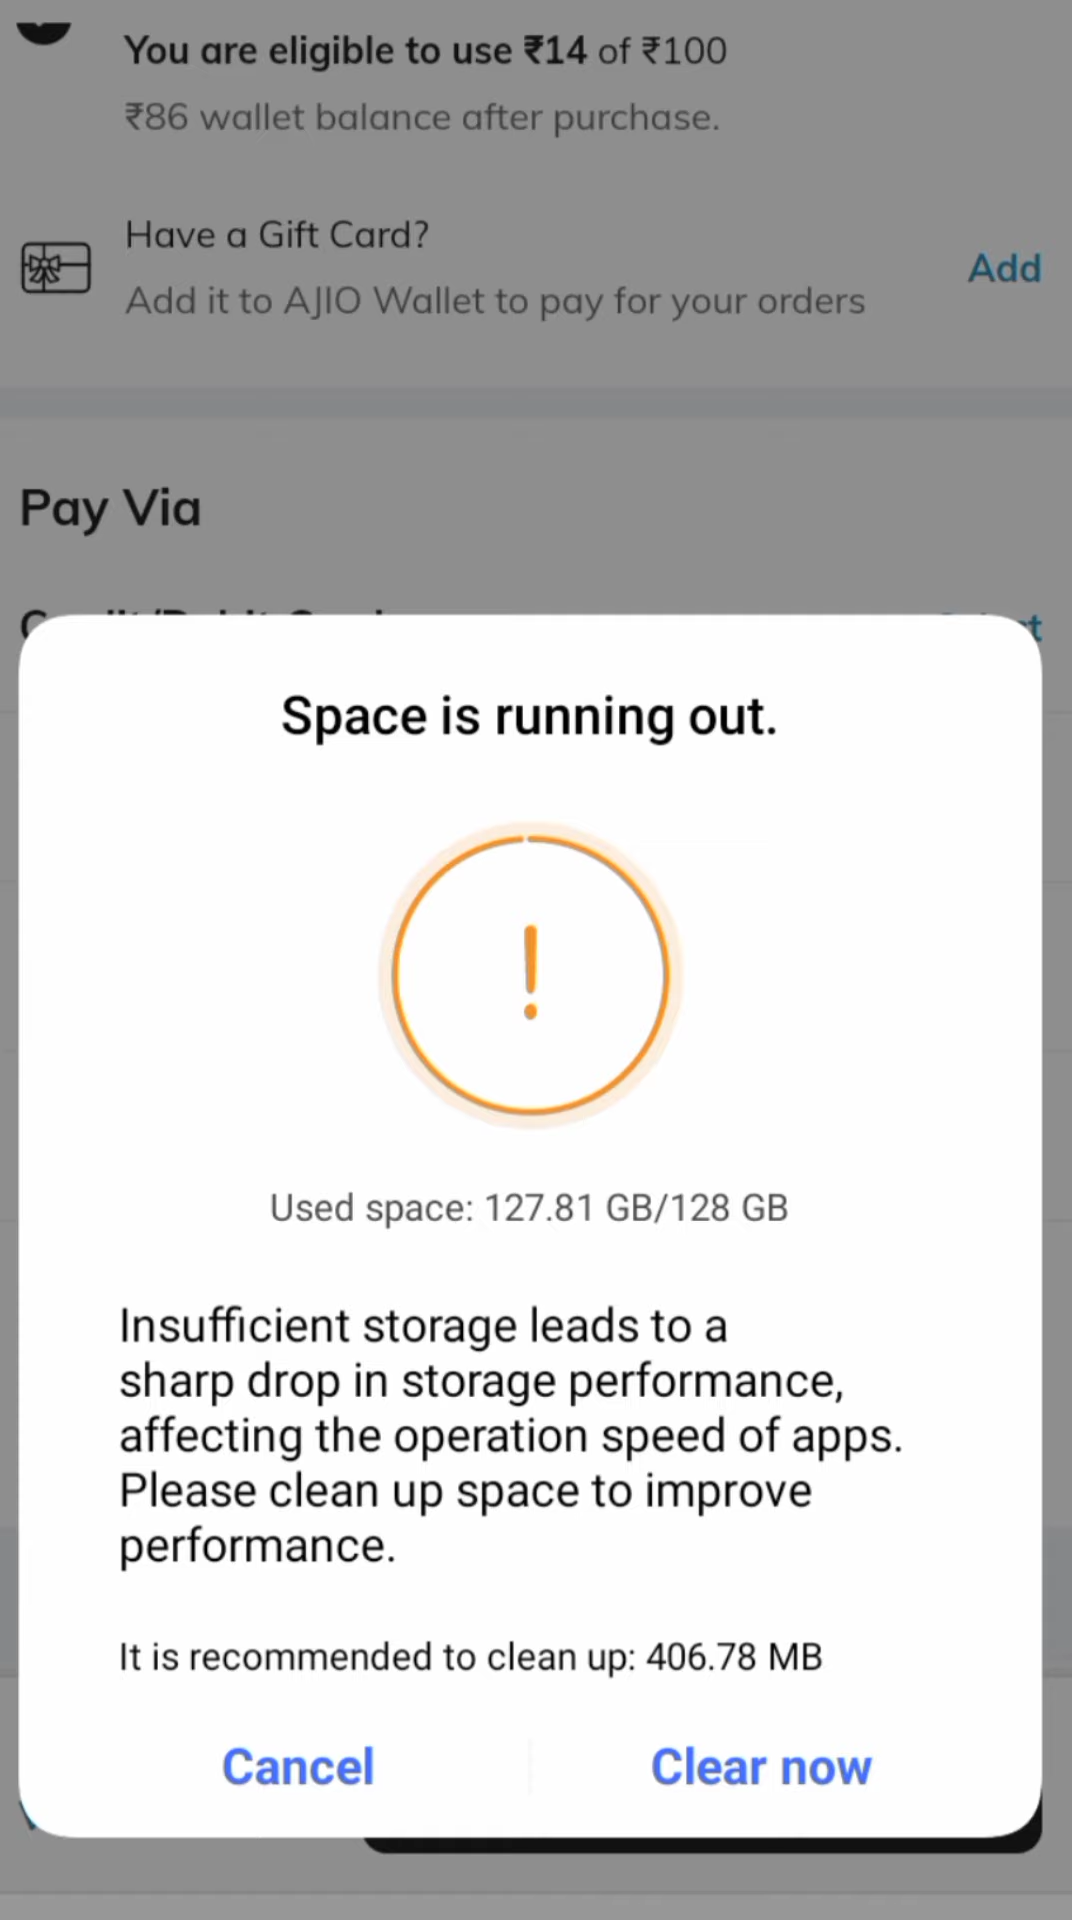 You are eligible to use ₹14 of ₹100
₹86 wallet balance after purchase.
Have a Gift Card?
Add
Add it to AJIO Wallet to pay for your orders
Pay Via
Space is running out.
Used space: 127.81 GB/128 GB
Insufficient storage leads to a
sharp drop in storage performance,
affecting the operation speed of apps.
Please clean up space to improve
performance.
It is recommended to clean up: 406.78 MB
Cancel
Clear now